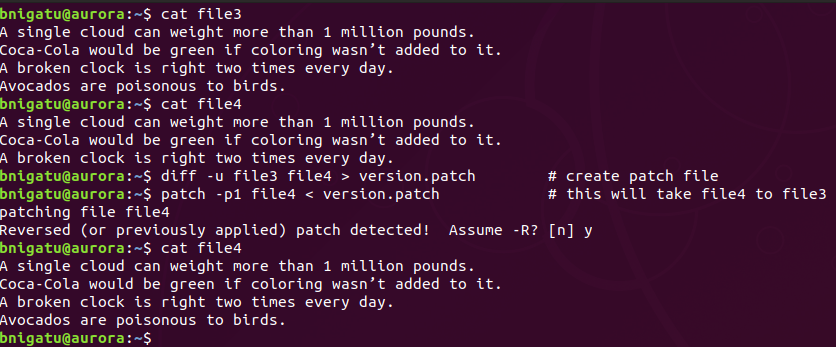 bnigatu@aurora:~$ cat file3
A single cloud can weight more than 1 million pounds.
Coca-Cola would be green if coloring wasn’t added to it.
A broken clock is right two times every day.
Avocados are poisonous to birds.
bnigatu@aurora:~$ cat file4
A single cloud can weight more than 1 million pounds.
Coca-Cola would be green if coloring wasn’t added to it.
A broken clock is right two times every day.
bnigatu@aurora:~$ diff -u file3 file4 > version.patch        # create patch file
bnigatu@aurora:~$ patch -p1 file4 < version.patch            # this will take file4 to file3
patching file file4
Reversed (or previously applied) patch detected!  Assume -R? [n] y
bnigatu@aurora:~$ cat file4
A single cloud can weight more than 1 million pounds.
Coca-Cola would be green if coloring wasn’t added to it.
A broken clock is right two times every day.
Avocados are poisonous to birds.
bnigatu@aurora:~$